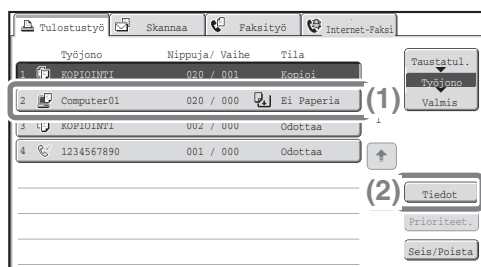 Tulostustyö Skannaa Faksityö Internet-Faksi
Työjono Nippuja/ Vaihe Tila
1 KOPIOINTI 020 / 001 Kopioi
2 Computer01 020 / 000 Ei Paperia
3 KOPIOINTI 002 / 000 Odottaa
4 1234567890 001 / 000 Odottaa
(1)
1
(2)
Taustatul.
Työjono
Valmis
Tiedot
Prioriteet.
Seis/Poista